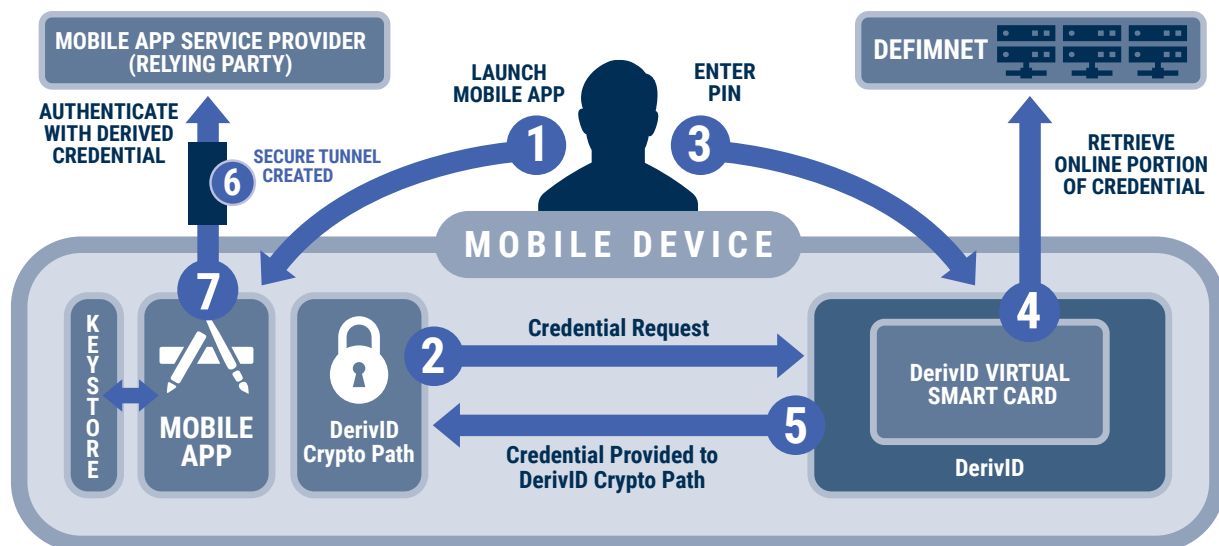 MOBILE APP SERVICE PROVIDER
(RELYING PARTY)
DEFIMNET
LAUNCH
MOBILE APP
ENTER
PIN
1
3
AUTHENTICATE
WITH DERIVED
CREDENTIAL
6
SECURE TUNNEL
CREATED
RETRIEVE
ONLINE PORTION
OF CREDENTIAL
MOBILE DEVICE
7
4
KEYSTORE
MOBILE
APP
2
DerivID
Crypto Path
Credential Request
5
Credential Provided to
DerivID Crypto Path
DerivID VIRTUAL
SMART CARD
DerivID